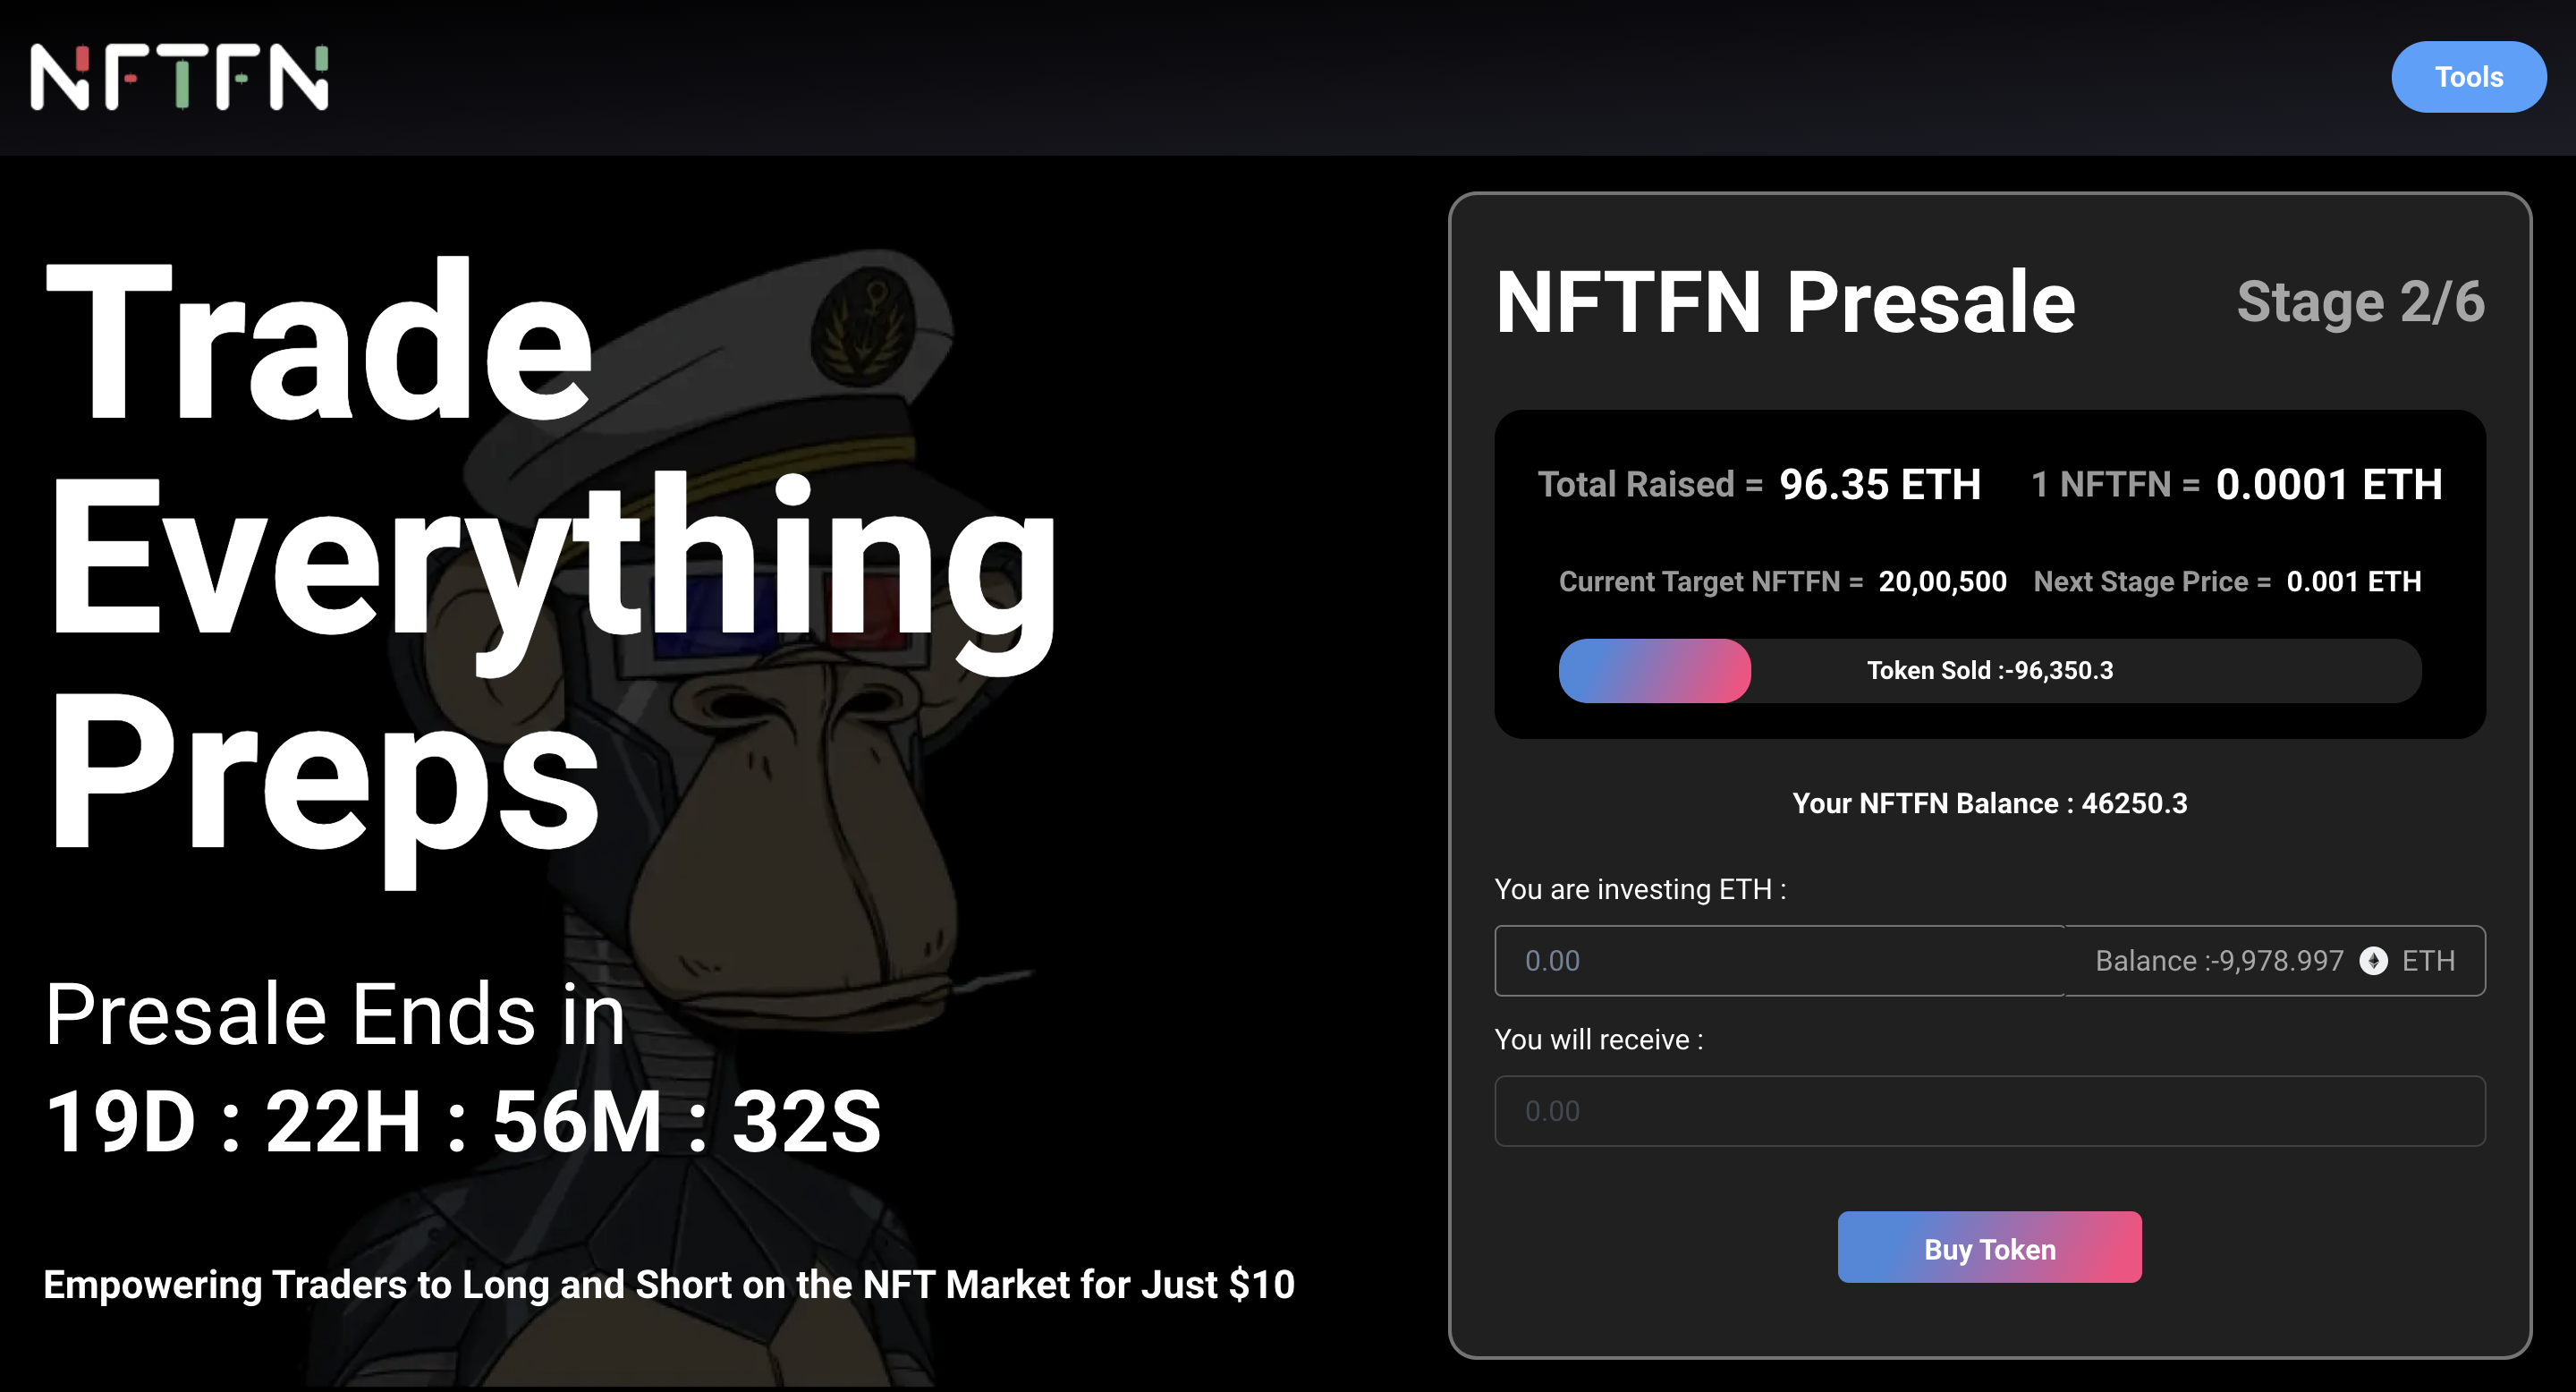 NFTFN
Tools
Trade
Everything
Preps
Presale Ends in
19D : 22H : 56M : 32S
Empowering Traders to Long and Short on the NFT Market for Just $10
NFTFN Presale Stage 2/6
Total Raised = 96.35 ETH 1 NFTFN = 0.0001 ETH
Current Target NFTFN = 20,00,500 Next Stage Price = 0.001 ETH
Token Sold :-96,350.3
Your NFTFN Balance : 46250.3
You are investing ETH :
0.00 Balance :-9,978.997 ETH
You will receive :
0.00
Buy Token